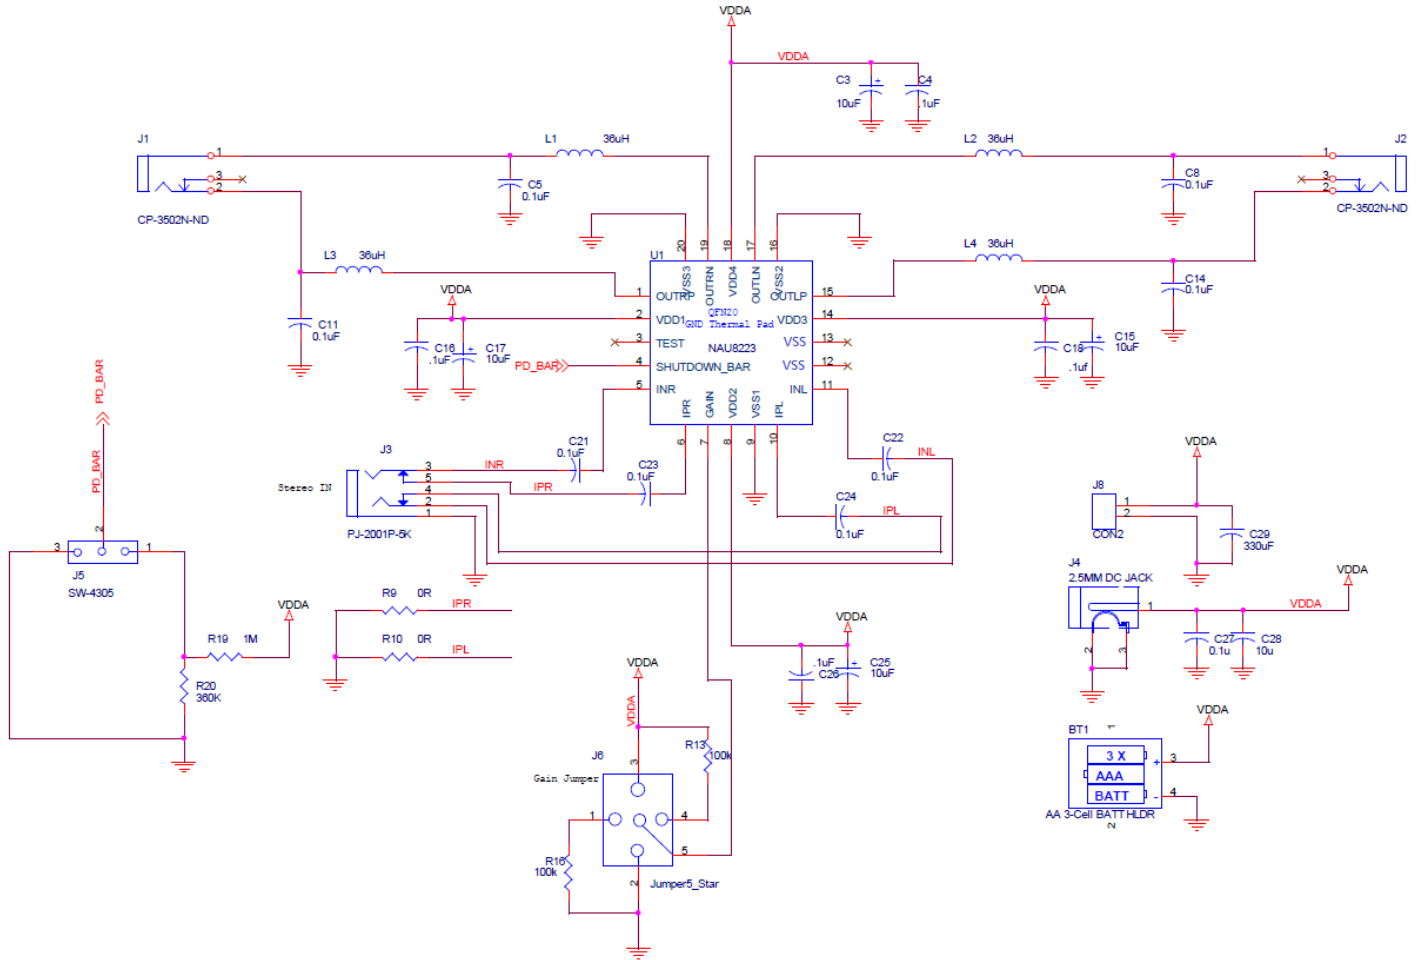 VDDA
VDDA
C3
10uF
+
C4
.1uF
J1
1
3
2
CP-3502N-ND
L1 36uH
C5
0.1uF
L2 36uH
C8
0.1uF
J2
1
3
2
CP-3502N-ND
L3 36uH
C11
0.1uF
L4 36uH
C14
0.1uF
U1
20 19 18 17 16
VSS3 OUTRN VDD4 OUTLN VSS2
1 OUTRP OUTLP 15
QFN20
GND Thermal Pad
2 VDD1 VDD3 14
3 TEST VSS 13
NAU8223
4 SHUTDOWN_BAR VSS 12
5 INR INL 11
IPR GAIN VDD2 VSS1 IPL
6 7 8 9 10
VDDA
C16
.1uF
+
C17
10uF
PD_BAR
VDDA
C18
.1uf
+
C15
10uF
PD_BAR
PD_BAR
2
3 1
J5
SW-4305
R19 1M
VDDA
R20
360K
J3
Stereo IN
3
5
4
2
1
PJ-2001P-5K
INR
IPR
C21
0.1uF
C23
0.1uF
C22
0.1uF
INL
C24
0.1uF
IPL
R9 0R
IPR
R10 0R
IPL
VDDA
.1uF
C26
+
C25
10uF
VDDA
VDDA
R13
100k
J6
Gain Jumper
3
1
4
5
2
R16
100k
Jumper5_Star
VDDA
J8
1
2
CON2
C29
330uF
J4
2.5MM DC JACK
1
2
3
VDDA
VDDA
C27
0.1u
C28
10u
VDDA
BT1
1
3 X
AAA
BATT
+ 3
- 4
AA 3-Cell BATT HLDR
2